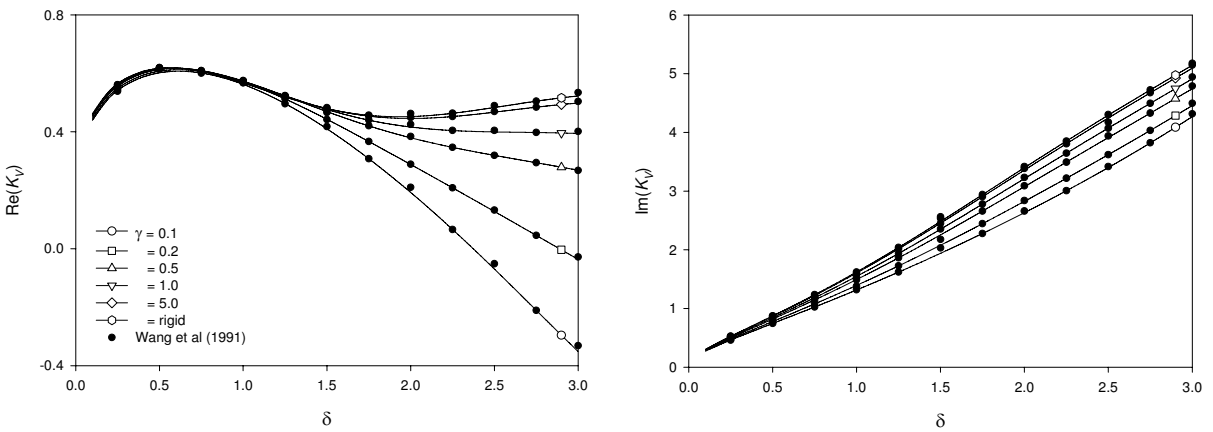 0.8
0.4
0.0
-0.4
Re(K_V)
γ = 0.1
= 0.2
= 0.5
= 1.0
= 5.0
= rigid
Wang et al (1991)
0.0 0.5 1.0 1.5 2.0 2.5 3.0
δ
6
5
4
3
2
1
0
Im(K_V)
0.0 0.5 1.0 1.5 2.0 2.5 3.0
δ